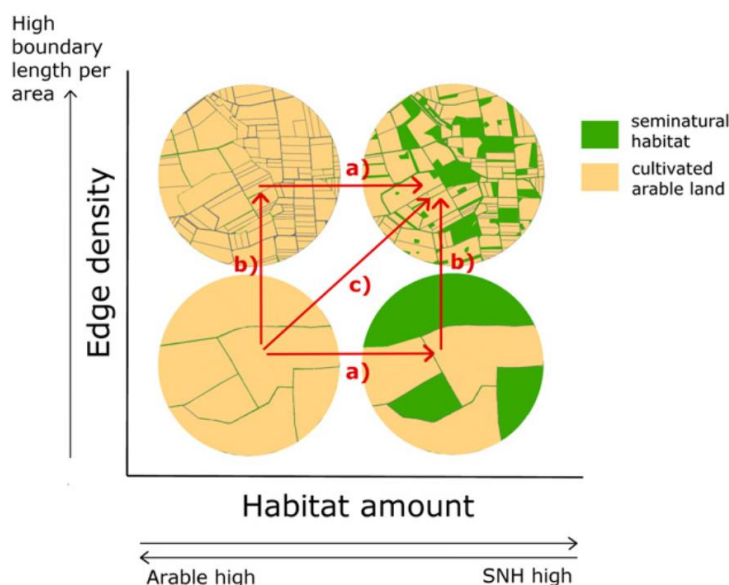 High
boundary
length per
area
Edge density
a)
b)
c)
b)
a)
seminatural
habitat
cultivated
arable land
Habitat amount
Arable high
SNH high